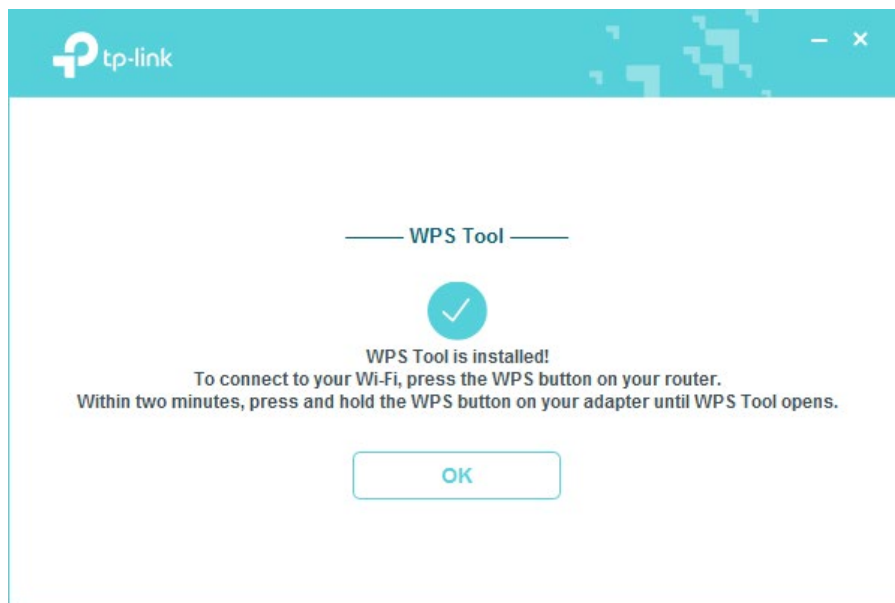 tp-link
WPS Tool
WPS Tool is installed!
To connect to your Wi-Fi, press the WPS button on your router.
Within two minutes, press and hold the WPS button on your adapter until WPS Tool opens.
OK